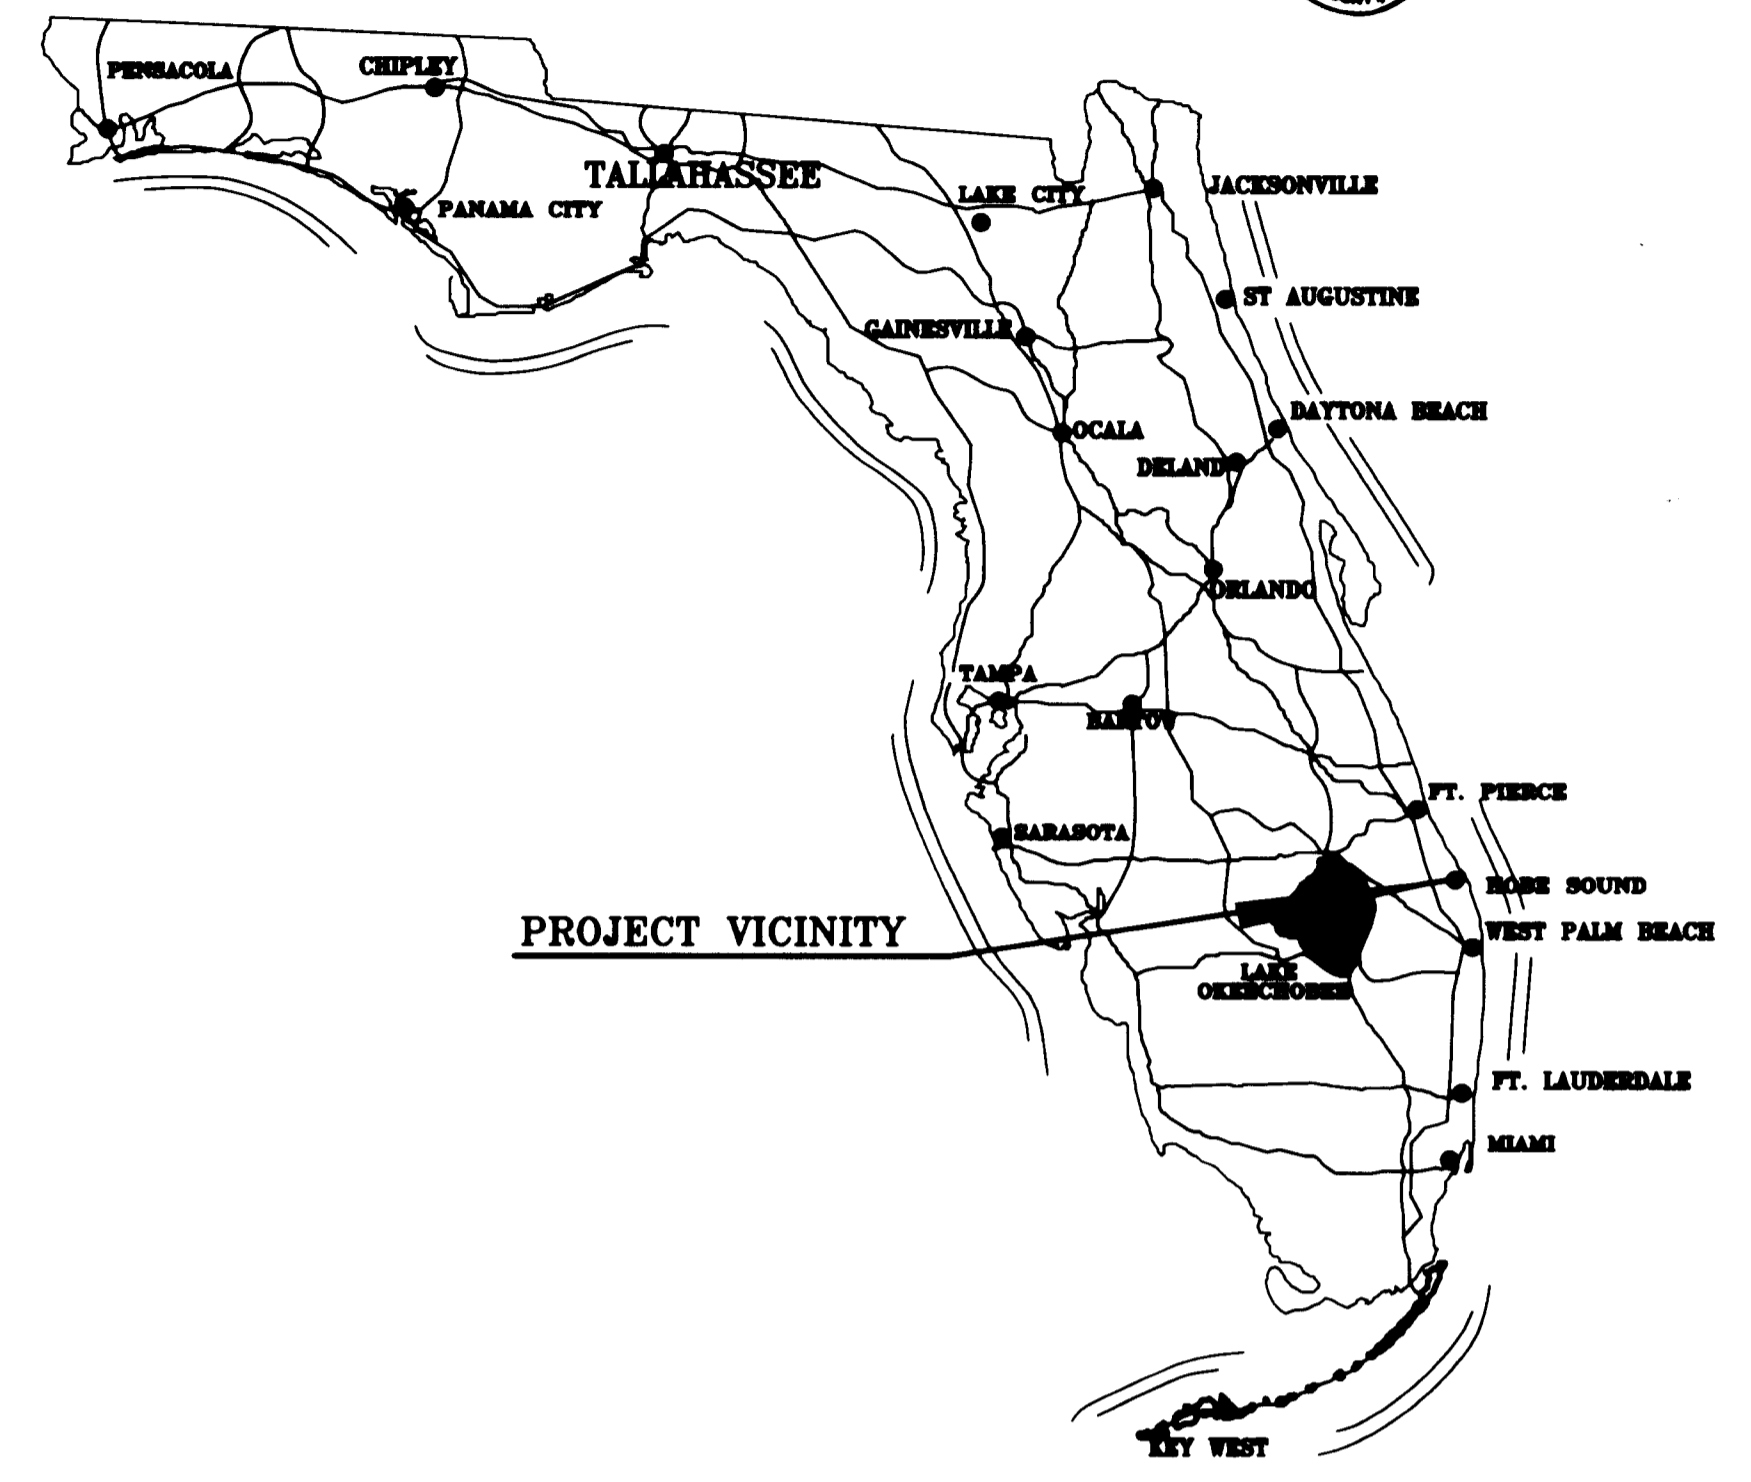 PENSACOLA
CHIPLEY
TALLAHASSEE
PANAMA CITY
LAKE CITY
JACKSONVILLE
ST AUGUSTINE
GAINESVILLE
DAYTONA BEACH
OCALA
DELAND
ORLANDO
TAMPA
BARTOW
FT. PIERCE
SARASOTA
HOBE SOUND
PROJECT VICINITY
WEST PALM BEACH
LAKE
OKEECHOBEE
FT. LAUDERDALE
MIAMI
KEY WEST